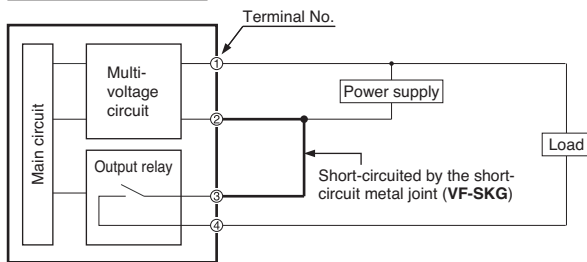 Terminal No.
Main circuit
Multi-
voltage
circuit
①
②
Power supply
Load
Output relay
Short-circuited by the short-
circuit metal joint (VF-SKG)
③
④